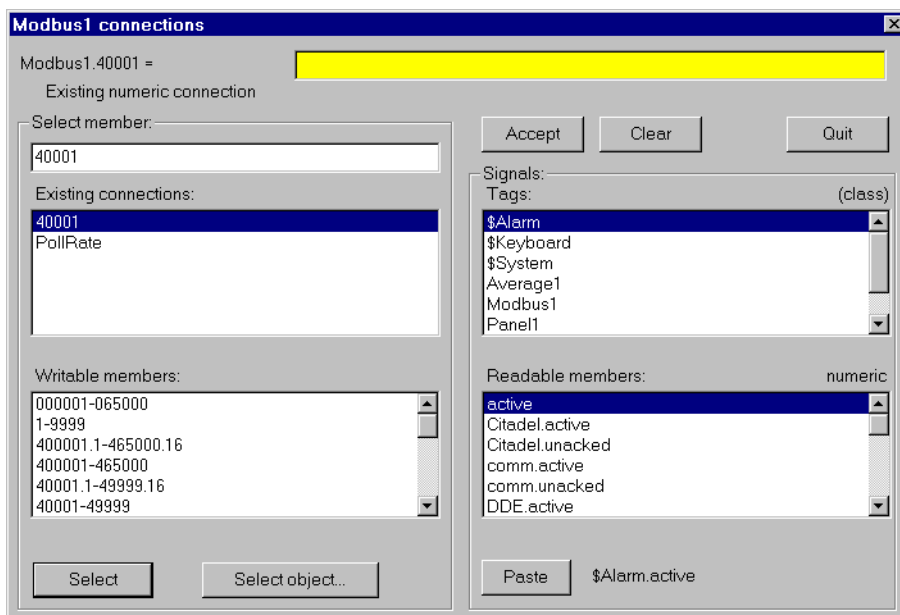 Modbus1 connections
Modbus1.40001 =
Existing numeric connection
Select member:
40001
Existing connections:
40001
PollRate
Writable members:
000001-065000
1-9999
400001.1-465000.16
400001-465000
40001.1-49999.16
40001-49999
Select
Select object...
Accept
Clear
Quit
Signals:
Tags:
(class)
$Alarm
$Keyboard
$System
Average1
Modbus1
Panel1
Readable members:
numeric
active
Citadel.active
Citadel.unacked
comm.active
comm.unacked
DDE.active
Paste
$Alarm.active